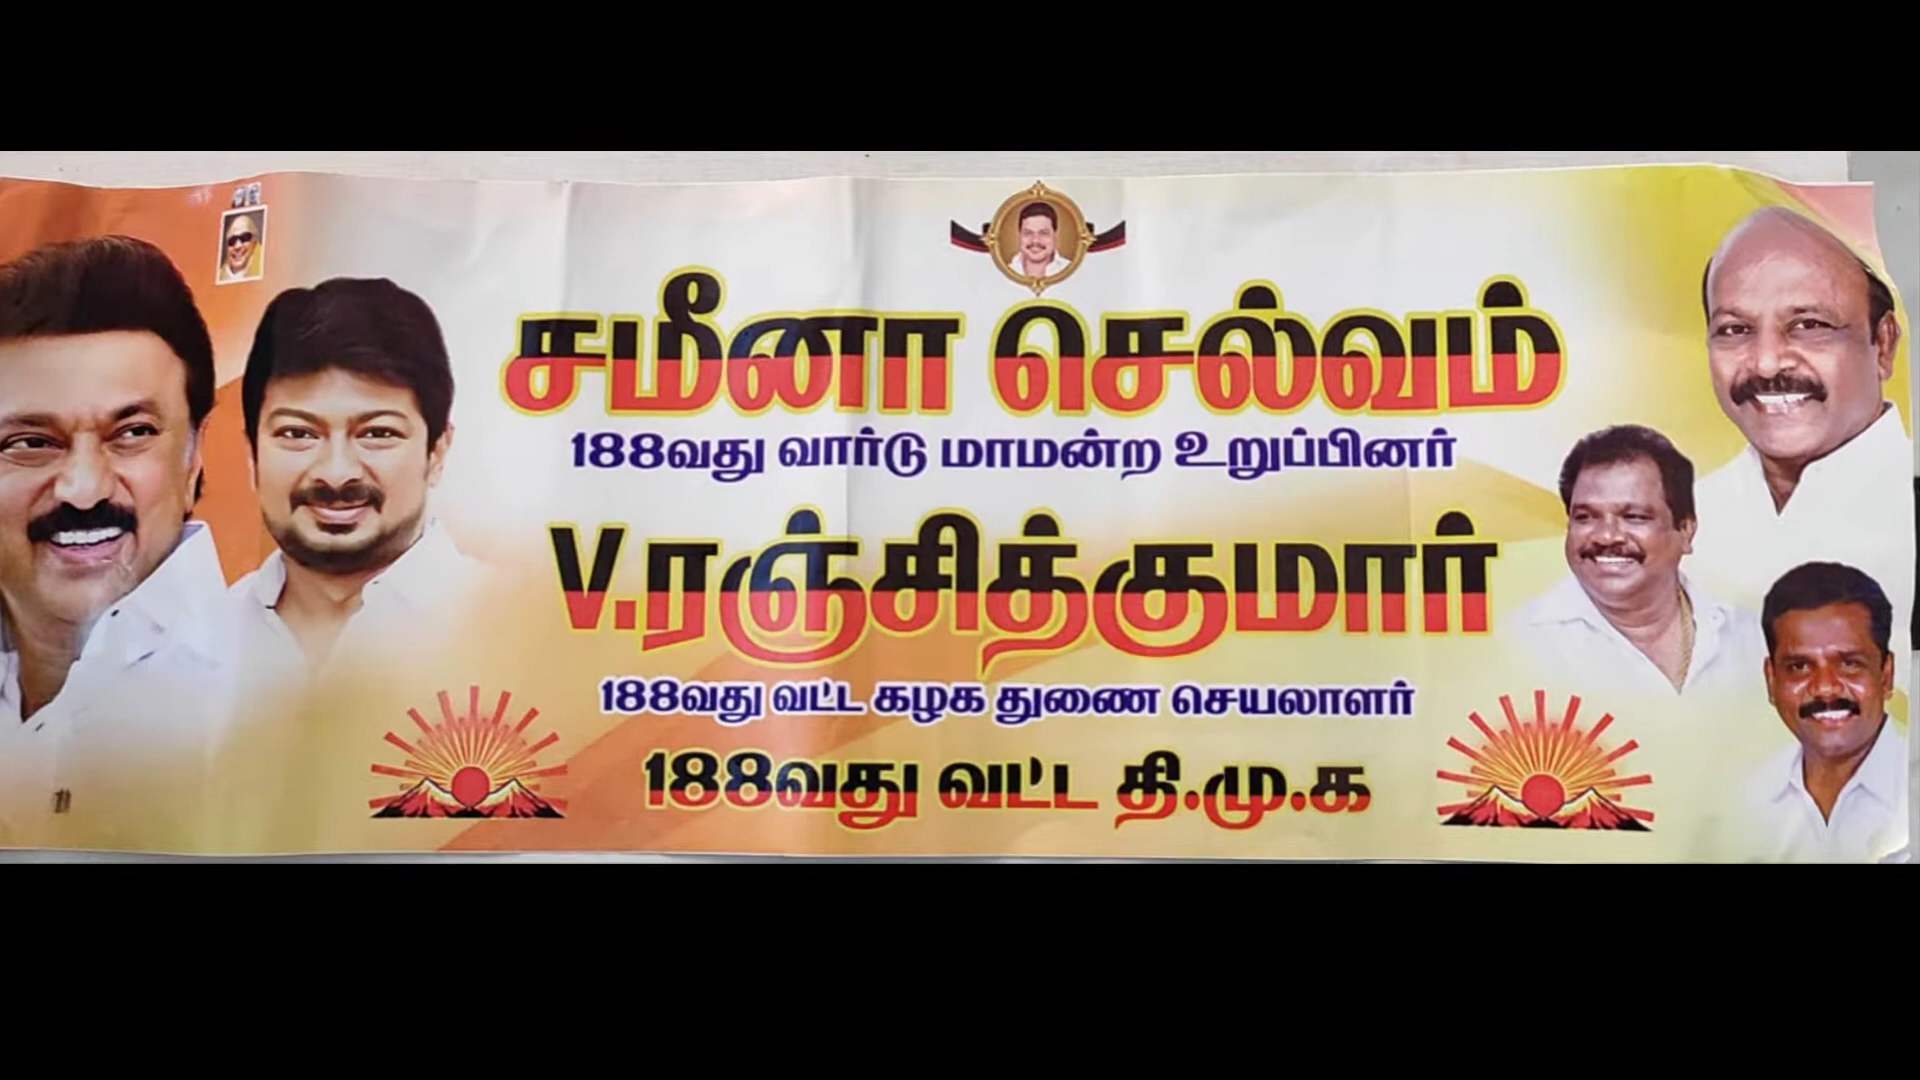 சமீனா செல்வம்
188வது வார்டு மாமன்ற உறுப்பினர்
V.ரஞ்சித்குமார்
188வது வட்ட கழக துணை செயலாளர்
188வது வட்ட தி.மு.க